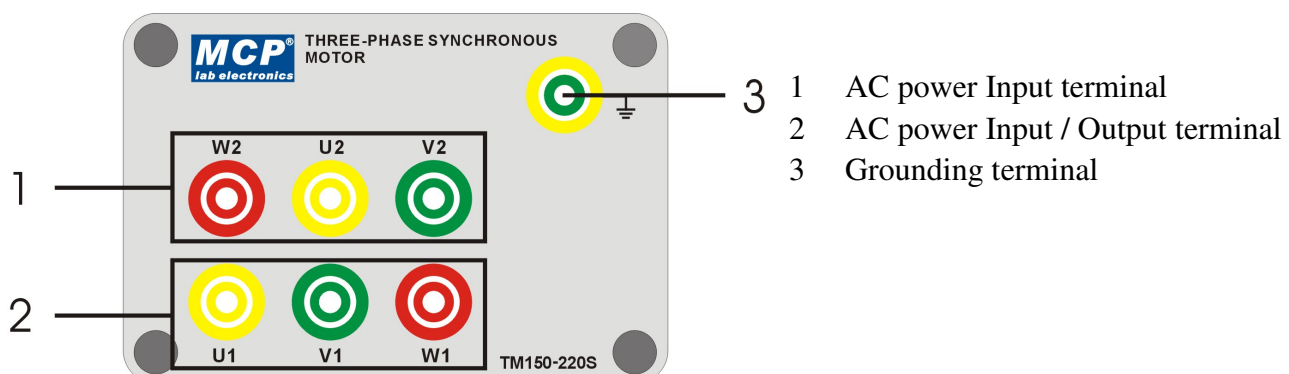 MCP® THREE-PHASE SYNCHRONOUS
lab electronics MOTOR
3
1 AC power Input terminal
2 AC power Input / Output terminal
3 Grounding terminal
W2 U2 V2
1
2
U1 V1 W1
TM150-220S